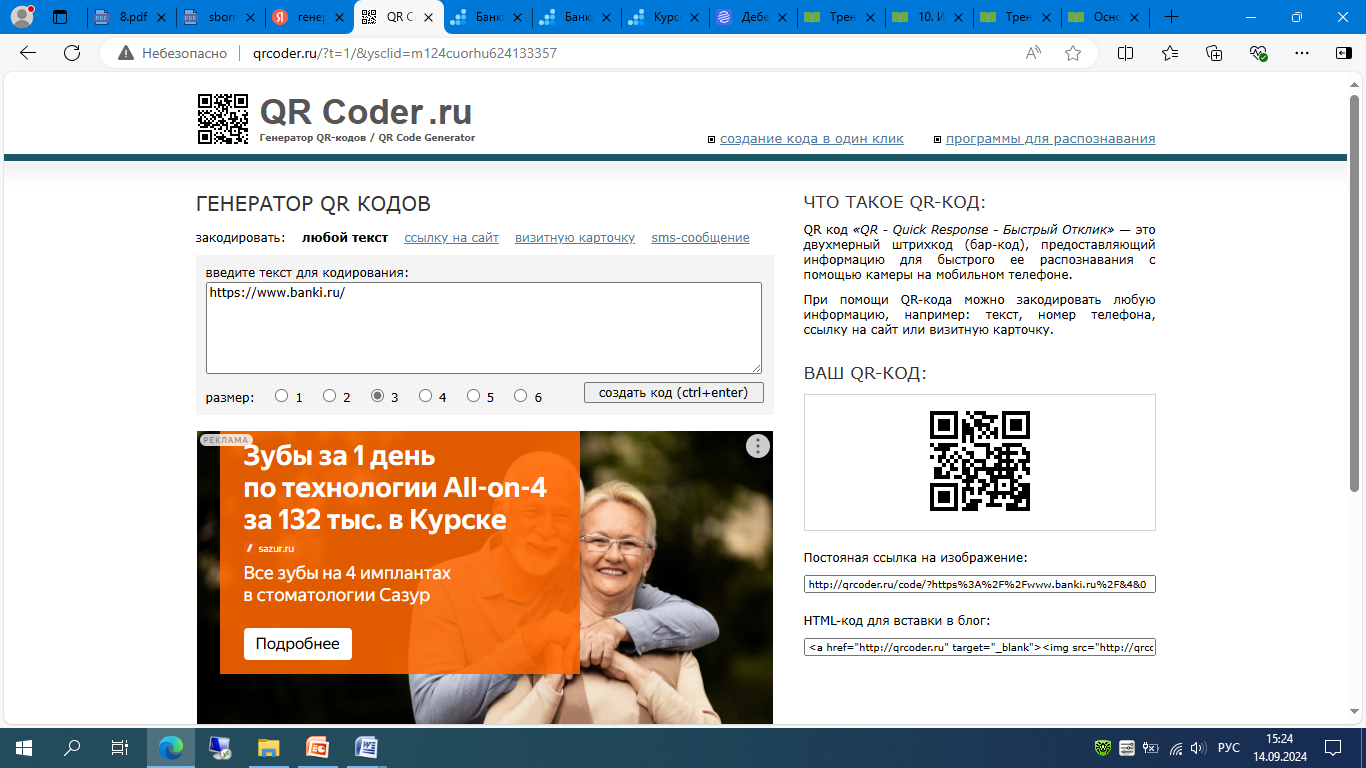 8.pdf
sborn
гене
QR C
Банк
Банк
Курс
Дебе
Трен
10. И
Трен
Осно
Небезопасно
qrcoder.ru/?t=1/&ysclid=m124cuorhu624133357
QR Coder.ru
Генератор QR-кодов / QR Code Generator
создание кода в один клик
программы для распознавания
ГЕНЕРАТОР QR КОДОВ
закодировать: любой текст ссылку на сайт визитную карточку sms-сообщение
введите текст для кодирования:
https://www.banki.ru/
размер: 1 2 3 4 5 6
создать код (ctrl+enter)
РЕКЛАМА
Зубы за 1 день
по технологии All-on-4
за 132 тыс. в Курске
sazur.ru
Все зубы на 4 имплантах
в стоматологии Сазур
Подробнее
ЧТО ТАКОЕ QR-КОД:
QR код «QR - Quick Response - Быстрый Отклик» — это
двухмерный штрихкод (бар-код), предоставляющий
информацию для быстрого ее распознавания с
помощью камеры на мобильном телефоне.
При помощи QR-кода можно закодировать любую
информацию, например: текст, номер телефона,
ссылку на сайт или визитную карточку.
ВАШ QR-КОД:
Постояная ссылка на изображение:
http://qrcoder.ru/code/?https%3A%2F%2Fwww.banki.ru%2F&4&0
HTML-код для вставки в блог:
<a href="http://qrcoder.ru" target="_blank"><img src="http://qrco
РУС
15:24
14.09.2024